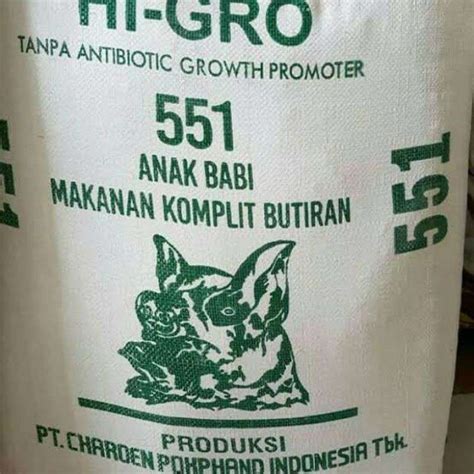 HI-GRO
TANPA ANTIBIOTIC GROWTH PROMOTER
551
ANAK BABI
MAKANAN KOMPLIT BUTIRAN
551
PRODUKSI
PT. CHAROEN POKPHAND INDONESIA Tbk.